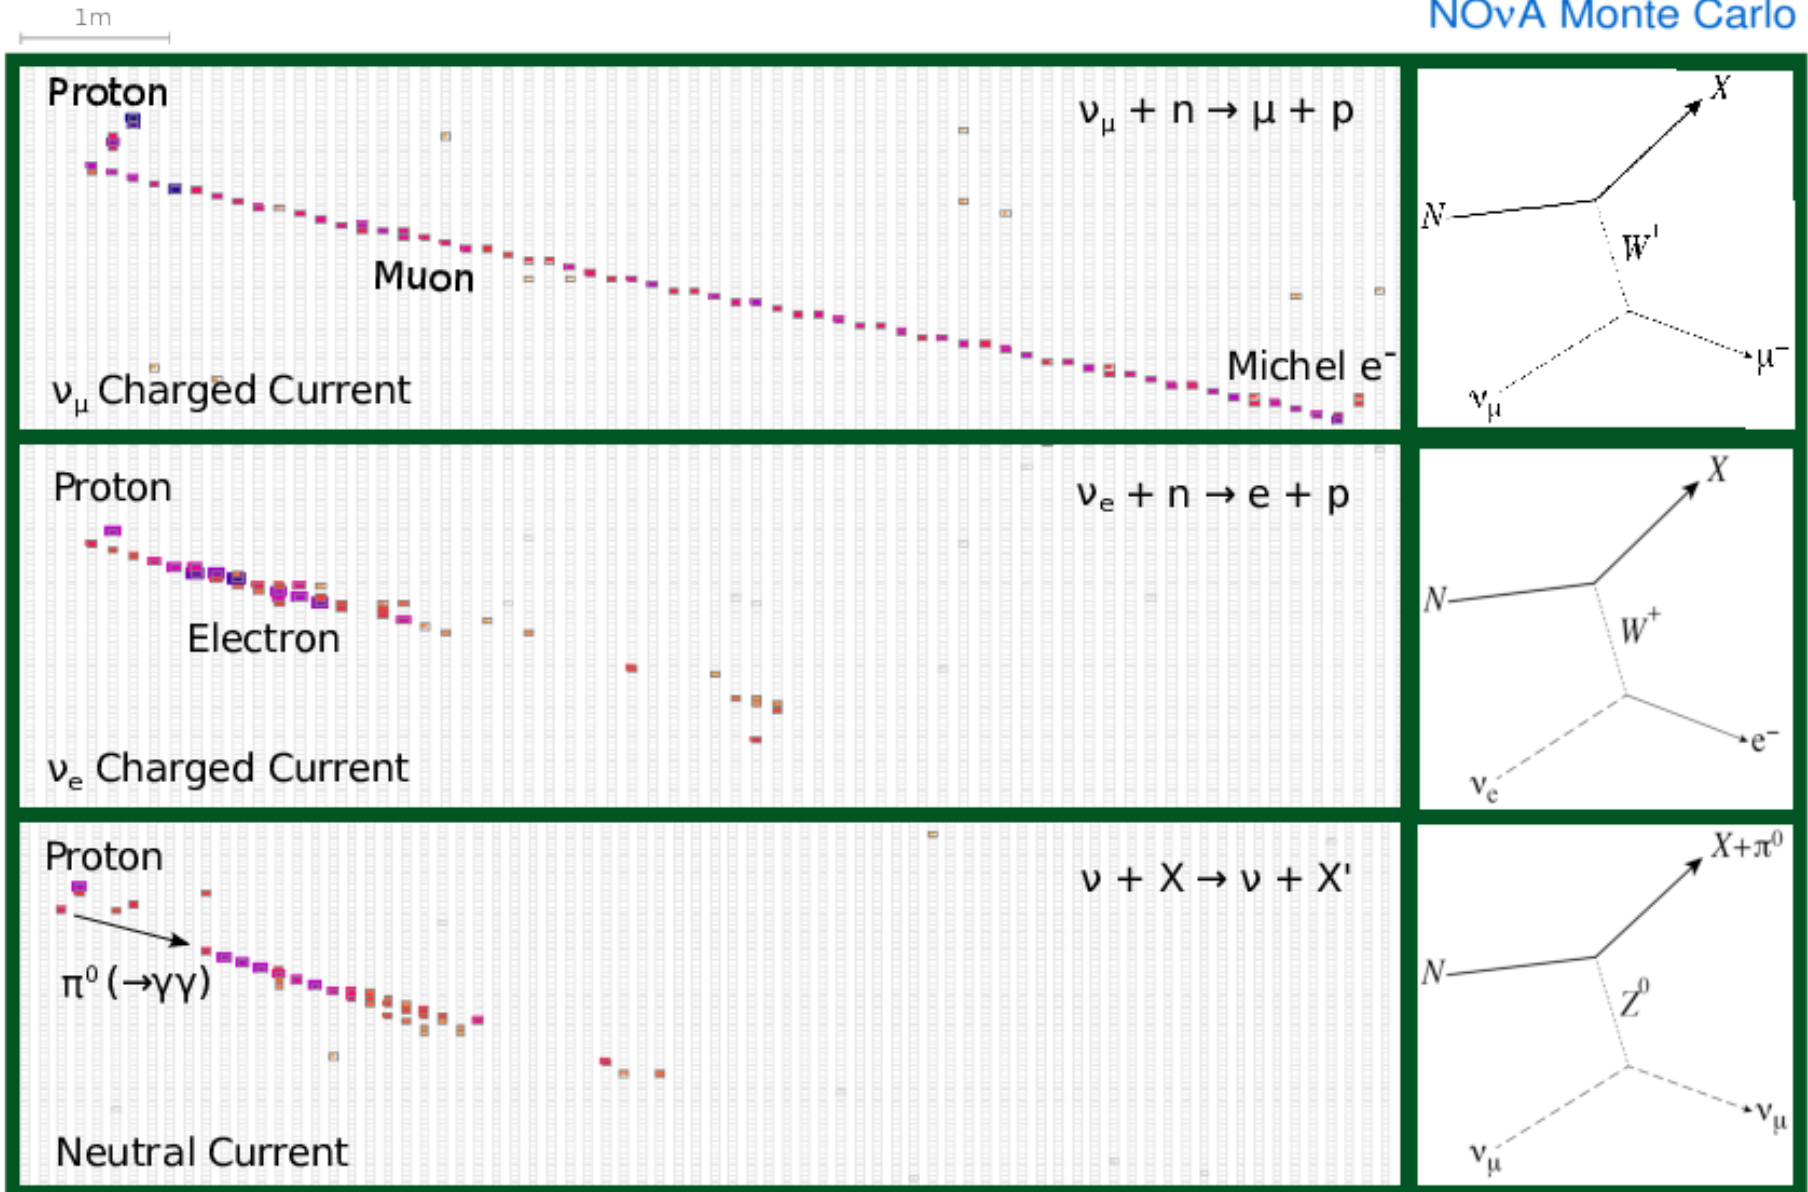 1m
NOνA Monte Carlo
Proton
νμ + n → μ + p
Muon
Michel e⁻
νμ Charged Current
X
N
W⁺
μ⁻
νμ
Proton
νe + n → e + p
Electron
νe Charged Current
X
N
W⁺
e⁻
νe
Proton
ν + X → ν + X'
π⁰ (→γγ)
Neutral Current
X+π⁰
N
Z⁰
νμ
νμ